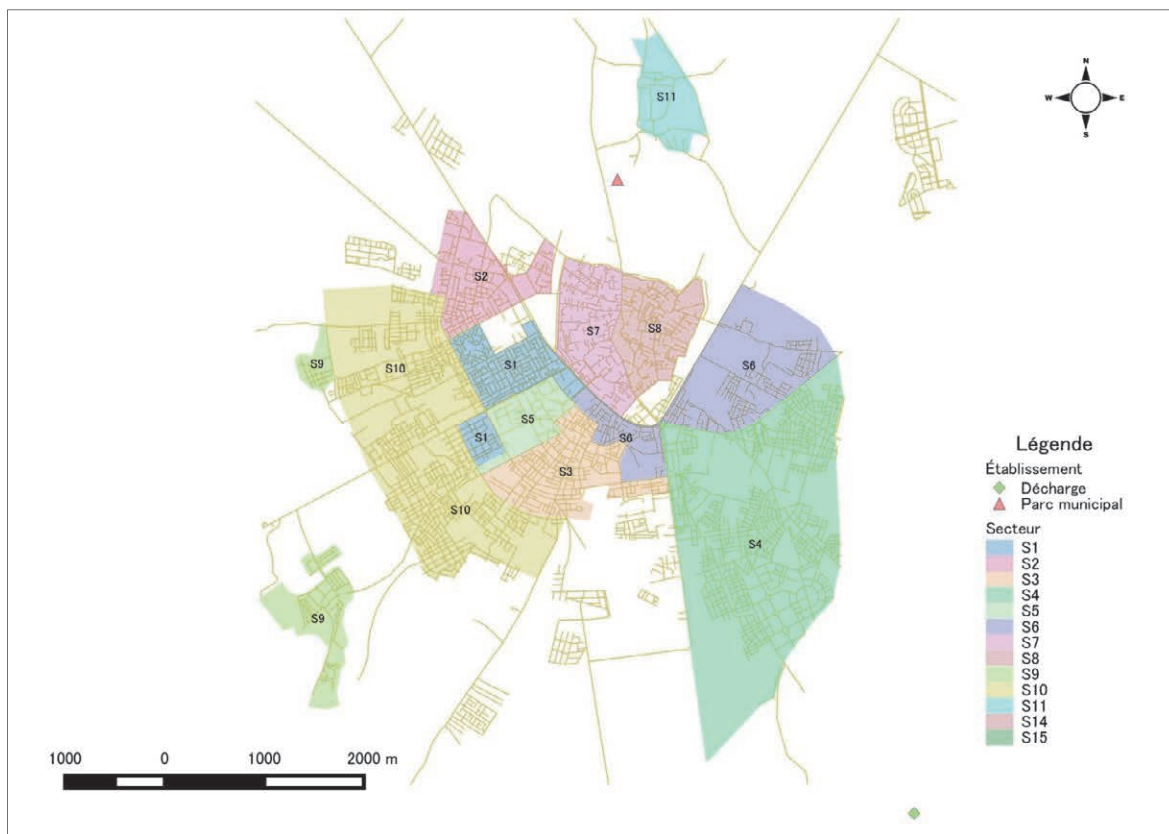 N
W E
S
S11
S2
S7
S8
S9
S10
S1
S6
S5
S1
S6
S3
S10
S4
S9
1000 0 1000 2000 m
Légende
Établissement
Décharge
Parc municipal
Secteur
S1
S2
S3
S4
S5
S6
S7
S8
S9
S10
S11
S14
S15